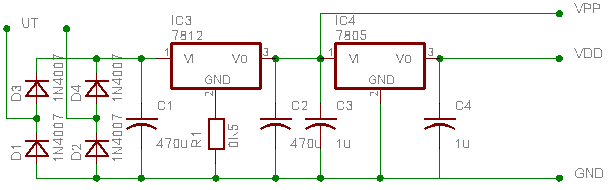 UT
IC3
7812
IC4
7805
VPP
VI
VO
GND
1
3
2
VI
VO
GND
1
3
2
VDD
D3
1N4007
D4
1N4007
C1
470u
R1
0k5
C2
470u
C3
1u
C4
1u
D1
1N4007
D2
1N4007
GND